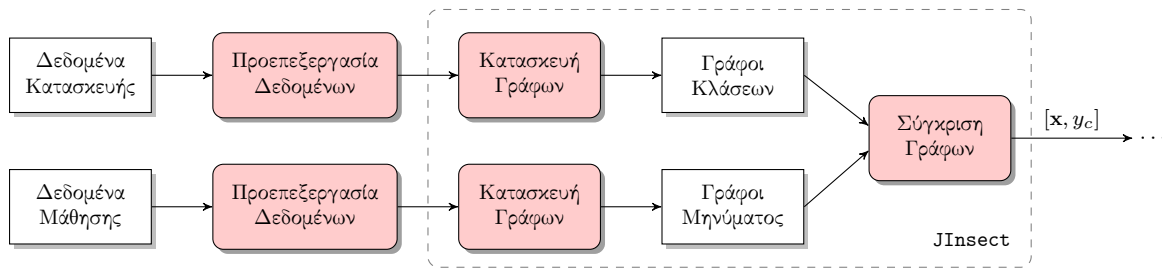 Δεδομένα
Κατασκευής
Προεπεξεργασία
Δεδομένων
Κατασκευή
Γράφων
Γράφοι
Κλάσεων
Σύγκριση
Γράφων
[x, y_c]
...
Δεδομένα
Μάθησης
Προεπεξεργασία
Δεδομένων
Κατασκευή
Γράφων
Γράφοι
Μηνύματος
JInsect